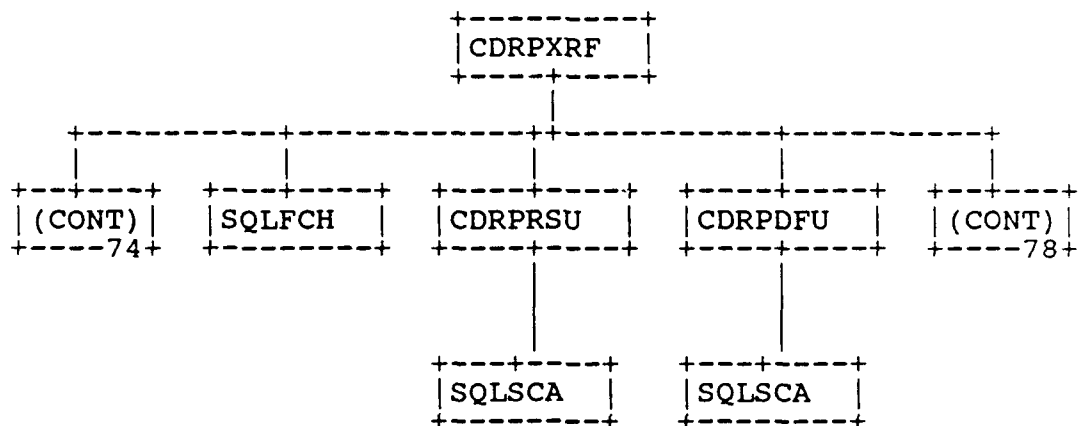 CDRPXRF
(CONT) SQLFCH CDRPRSU CDRPDFU (CONT)
74 78
SQLSCA SQLSCA